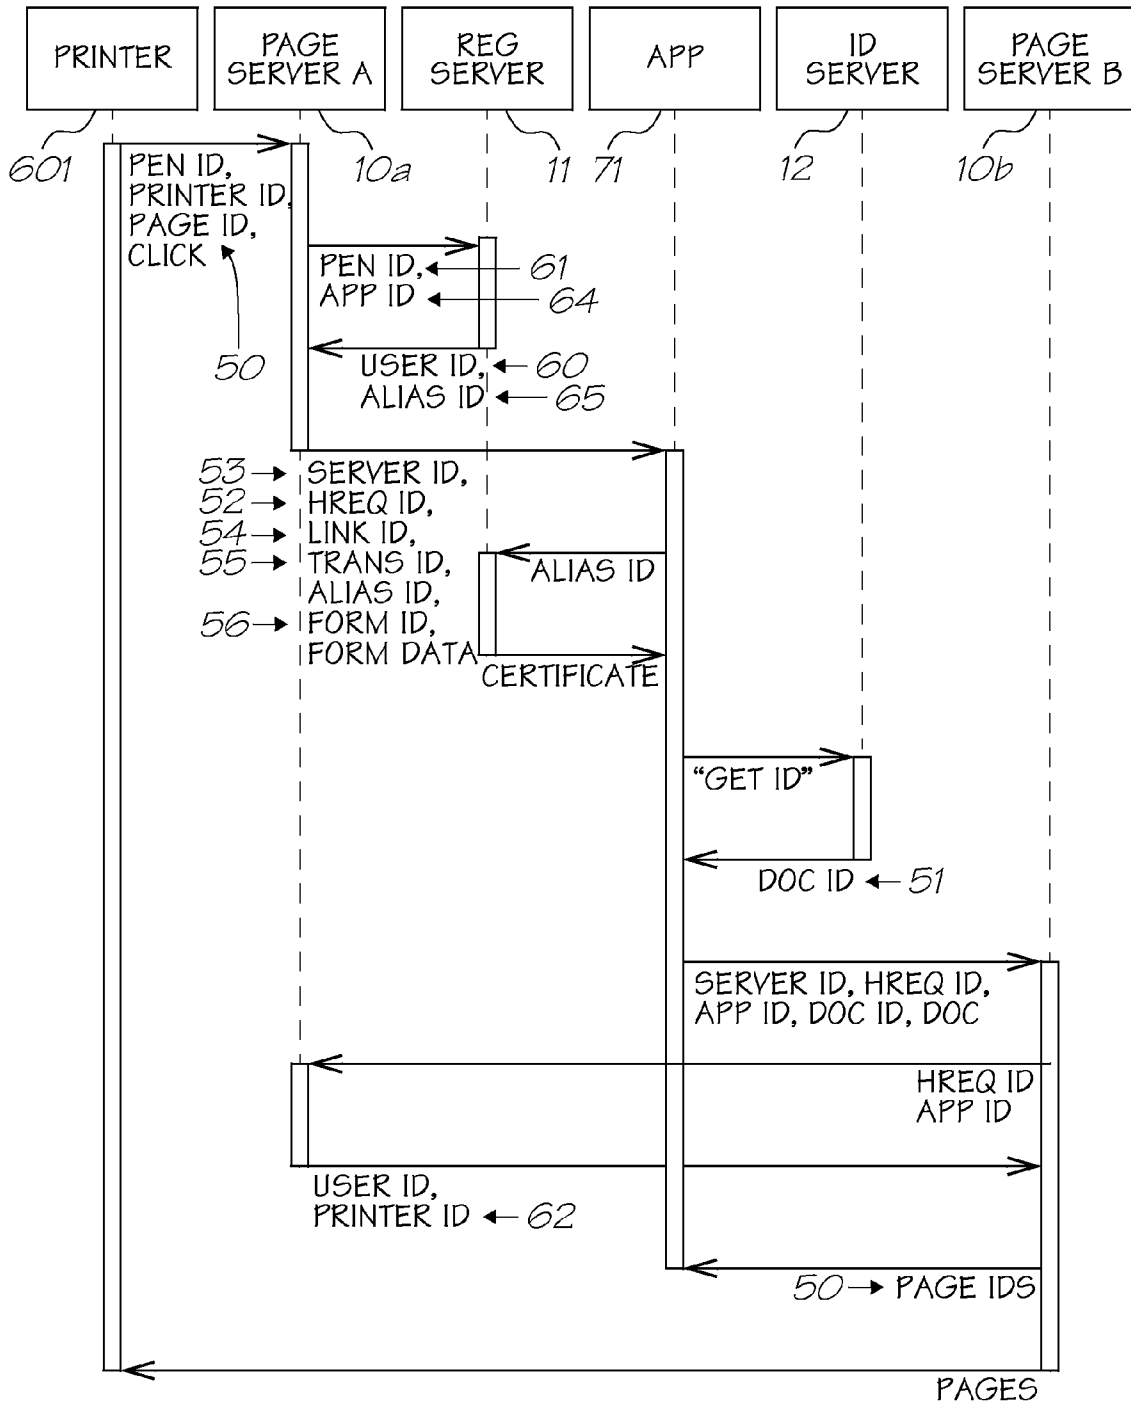 PRINTER
PAGE
SERVER A
REG
SERVER
APP
ID
SERVER
PAGE
SERVER B
601
10a
11
71
12
10b
PEN ID,
PRINTER ID,
PAGE ID,
CLICK
50
PEN ID,
61
APP ID
64
USER ID,
60
ALIAS ID
65
53
SERVER ID,
52
HREQ ID,
54
LINK ID,
55
TRANS ID,
ALIAS ID,
56
FORM ID,
FORM DATA
ALIAS ID
CERTIFICATE
“GET ID”
DOC ID
51
SERVER ID, HREQ ID,
APP ID, DOC ID, DOC
HREQ ID
APP ID
USER ID,
PRINTER ID
62
50
PAGE IDS
PAGES